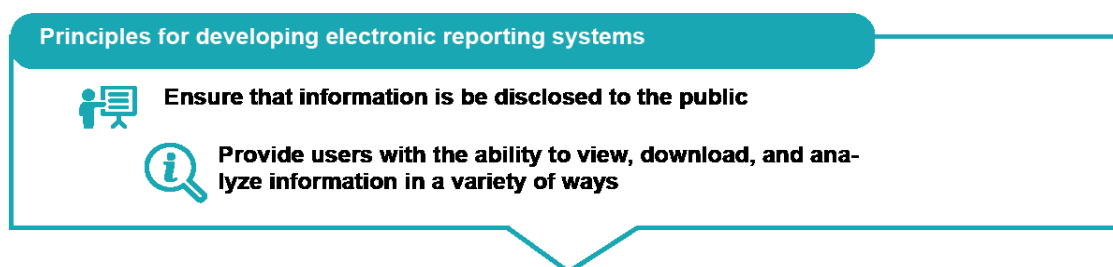 Principles for developing electronic reporting systems
Ensure that information is be disclosed to the public
Provide users with the ability to view, download, and ana-
lyze information in a variety of ways